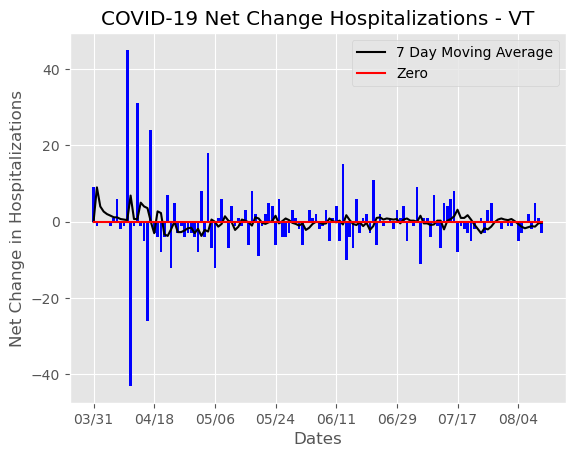 COVID-19 Net Change Hospitalizations - VT
7 Day Moving Average
Zero
Net Change in Hospitalizations
40
20
0
−20
−40
03/31 04/18 05/06 05/24 06/11 06/29 07/17 08/04
Dates